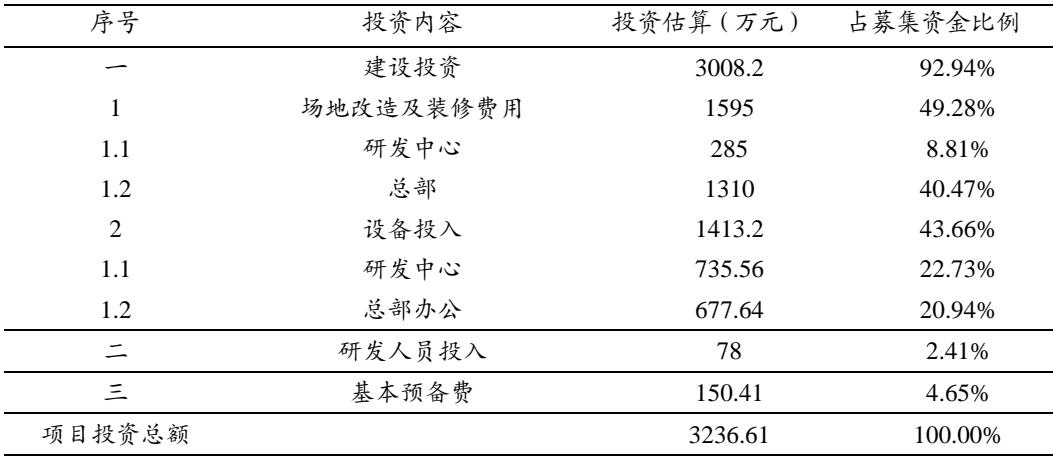 序号 投资内容 投资估算（万元） 占募集资金比例
一 建设投资 3008.2 92.94%
1 场地改造及装修费用 1595 49.28%
1.1 研发中心 285 8.81%
1.2 总部 1310 40.47%
2 设备投入 1413.2 43.66%
1.1 研发中心 735.56 22.73%
1.2 总部办公 677.64 20.94%
二 研发人员投入 78 2.41%
三 基本预备费 150.41 4.65%
项目投资总额 3236.61 100.00%